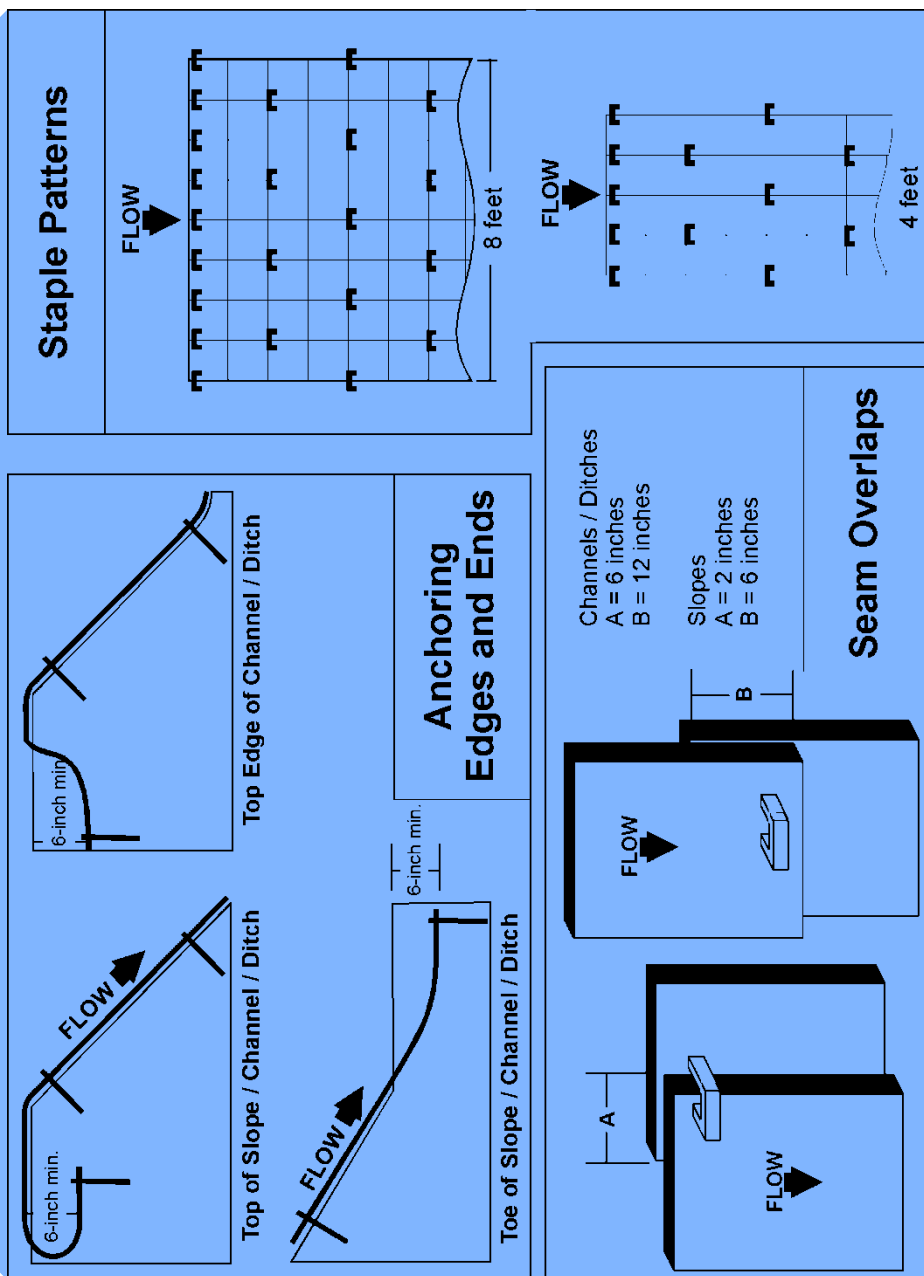 6-inch min.
FLOW
Top of Slope / Channel / Ditch
6-inch min.
Top Edge of Channel / Ditch
FLOW
Toe of Slope / Channel / Ditch
6-inch min.
Anchoring
Edges and Ends
Staple Patterns
FLOW
8 feet
FLOW
4 feet
A
FLOW
FLOW
B
Channels / Ditches
A = 6 inches
B = 12 inches
Slopes
A = 2 inches
B = 6 inches
Seam Overlaps